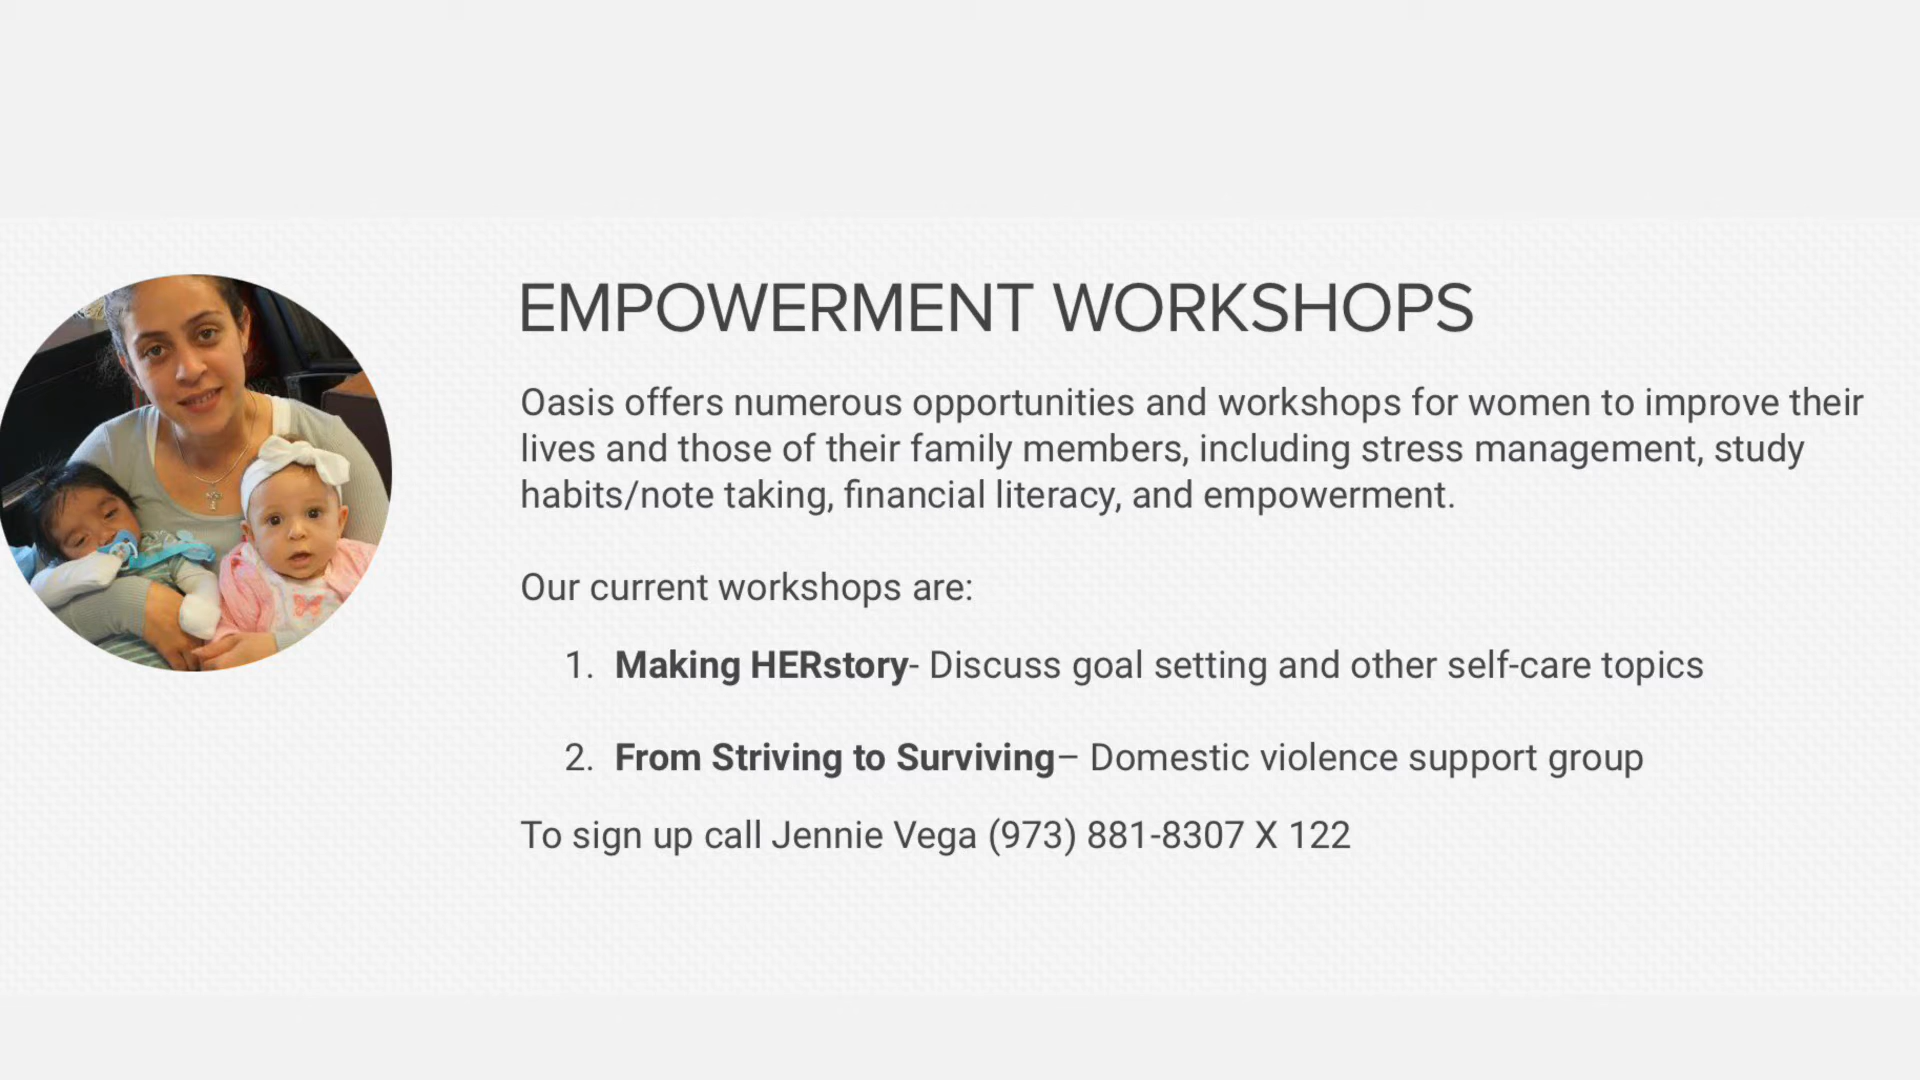 EMPOWERMENT WORKSHOPS
Oasis offers numerous opportunities and workshops for women to improve their
lives and those of their family members, including stress management, study
habits/note taking, financial literacy, and empowerment.
Our current workshops are:
1. Making HERstory- Discuss goal setting and other self-care topics
2. From Striving to Surviving– Domestic violence support group
To sign up call Jennie Vega (973) 881-8307 X 122